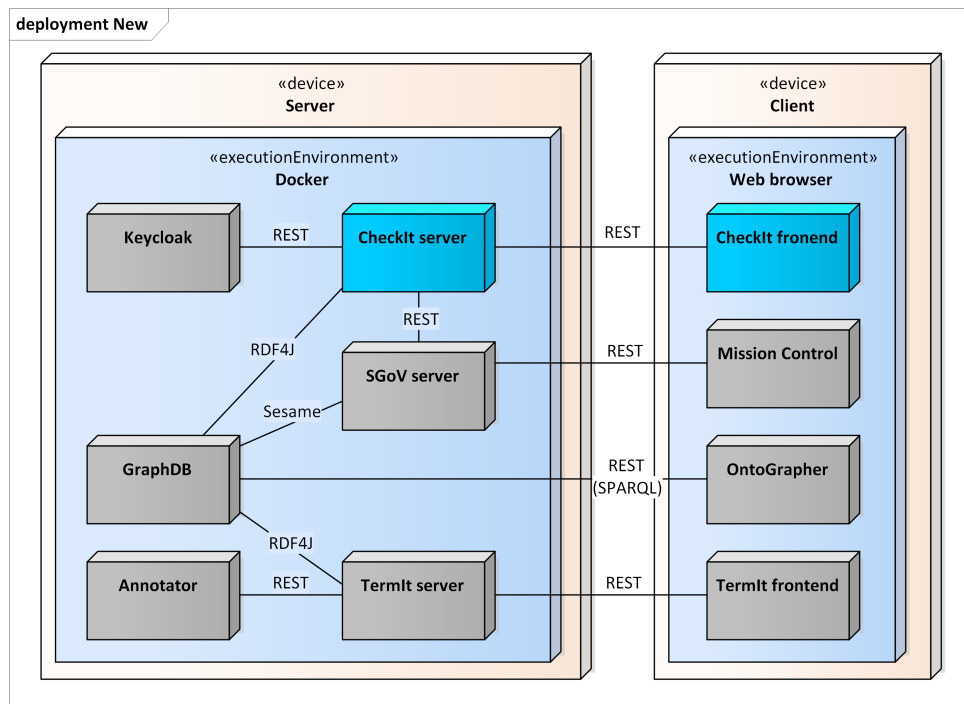 deployment New
«device»
Server
«device»
Client
«executionEnvironment»
Docker
«executionEnvironment»
Web browser
Keycloak
REST
CheckIt server
REST
CheckIt fronend
REST
RDF4J
SGoV server
REST
Mission Control
Sesame
GraphDB
REST
(SPARQL)
OntoGrapher
RDF4J
Annotator
REST
TermIt server
REST
TermIt frontend